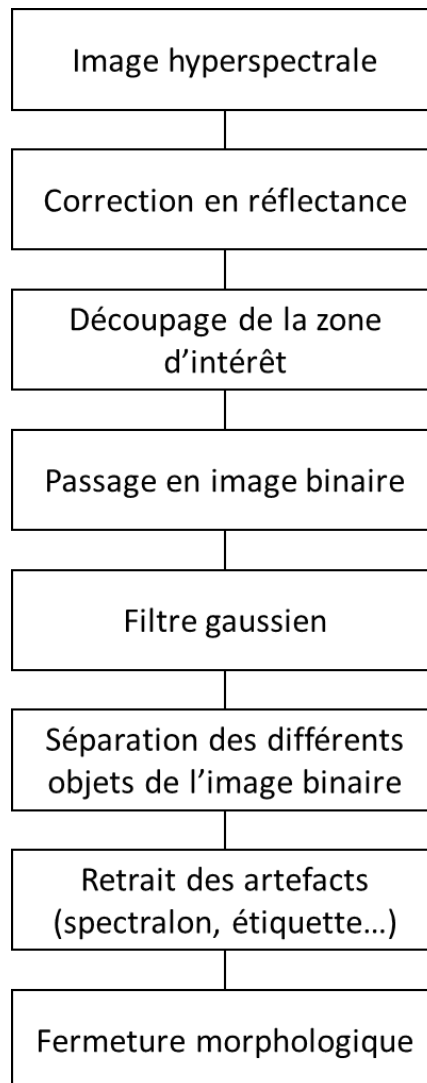 Image hyperspectrale
Correction en réflectance
Découpage de la zone
d’intérêt
Passage en image binaire
Filtre gaussien
Séparation des différents
objets de l’image binaire
Retrait des artefacts
(spectralon, étiquette…)
Fermeture morphologique